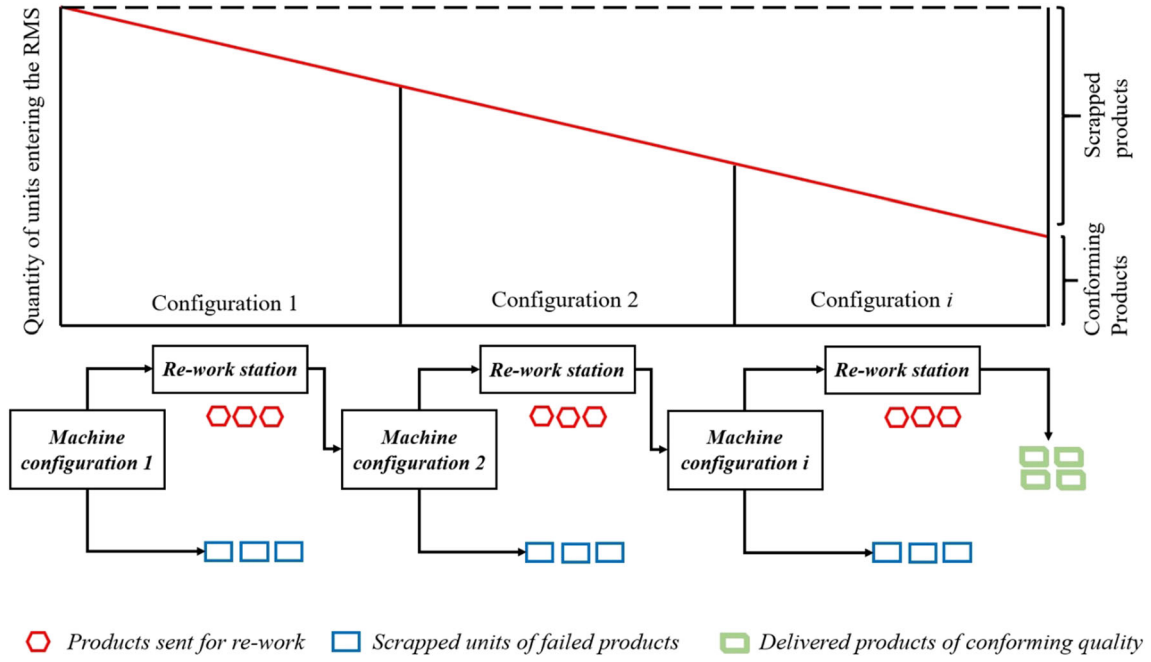 Quantity of units entering the RMS
Configuration 1
Configuration 2
Configuration i
Scrapped
products
Conforming
Products
Re-work station
Re-work station
Re-work station
Machine
configuration 1
Machine
configuration 2
Machine
configuration i
Products sent for re-work
Scrapped units of failed products
Delivered products of conforming quality